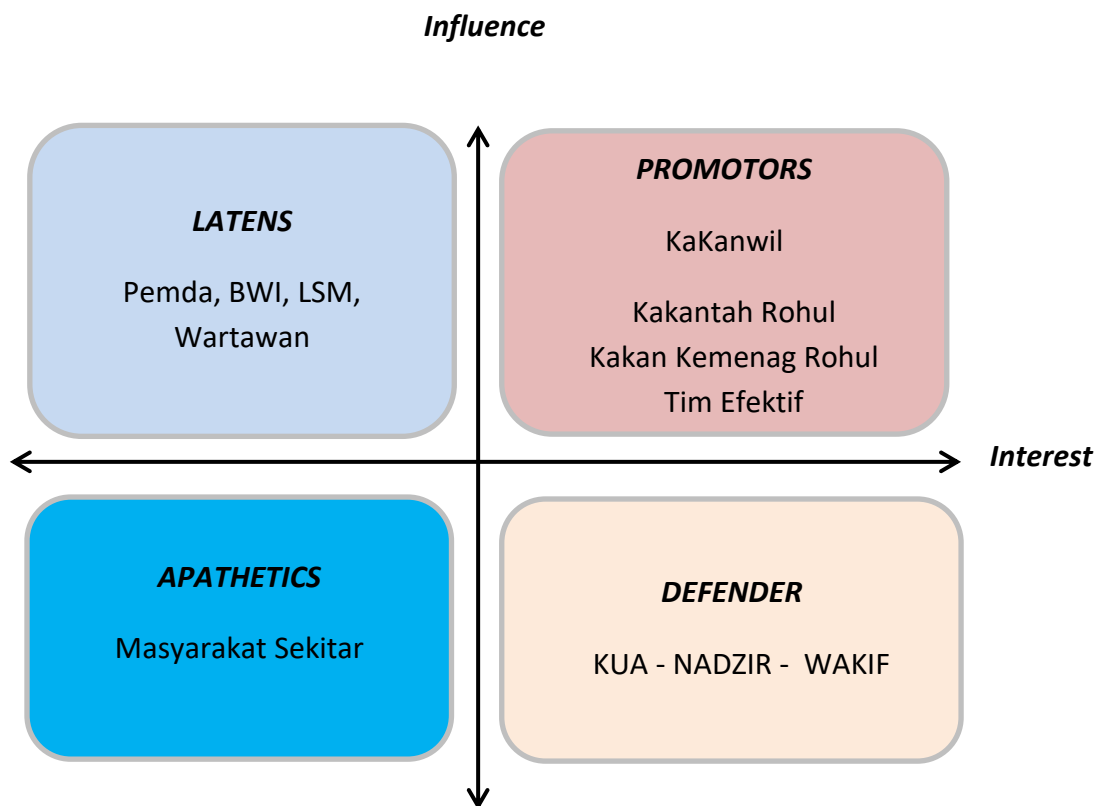 Influence
LATENS
Pemda, BWI, LSM,
Wartawan
PROMOTORS
KaKanwil
Kakantah Rohul
Kakan Kemenag Rohul
Tim Efektif
Interest
APATHETICS
Masyarakat Sekitar
DEFENDER
KUA - NADZIR - WAKIF